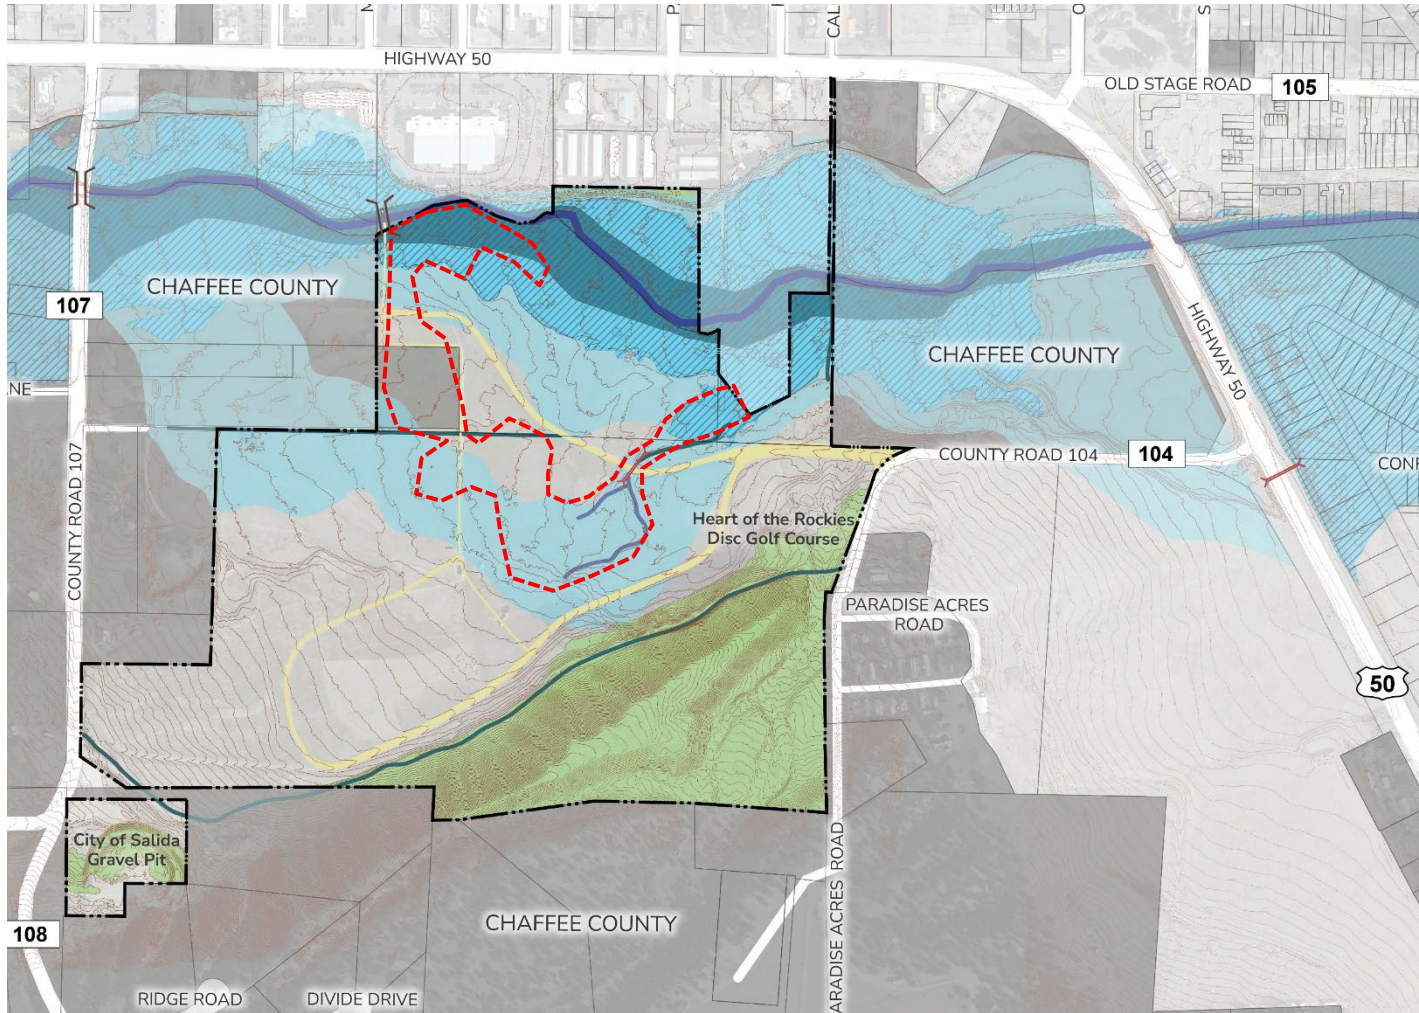 CAL
HIGHWAY 50
OLD STAGE ROAD
105
CHAFFEE COUNTY
107
HIGHWAY 50
CHAFFEE COUNTY
COUNTY ROAD 104
104
COUNTY ROAD 107
Heart of the Rockies
Disc Golf Course
PARADISE ACRES
ROAD
50
City of Salida
Gravel Pit
CHAFFEE COUNTY
108
ARADISE ACRES ROAD
RIDGE ROAD
DIVIDE DRIVE